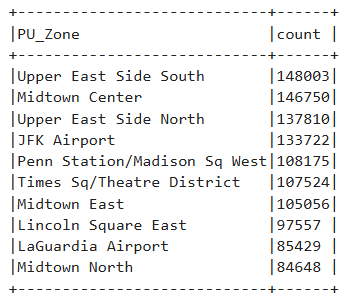 +----------------------------+------+
|PU_Zone                     |count |
+----------------------------+------+
|Upper East Side South       |148003|
|Midtown Center              |146750|
|Upper East Side North       |137810|
|JFK Airport                 |133722|
|Penn Station/Madison Sq West|108175|
|Times Sq/Theatre District   |107524|
|Midtown East                |105056|
|Lincoln Square East         |97557 |
|LaGuardia Airport           |85429 |
|Midtown North               |84648 |
+----------------------------+------+